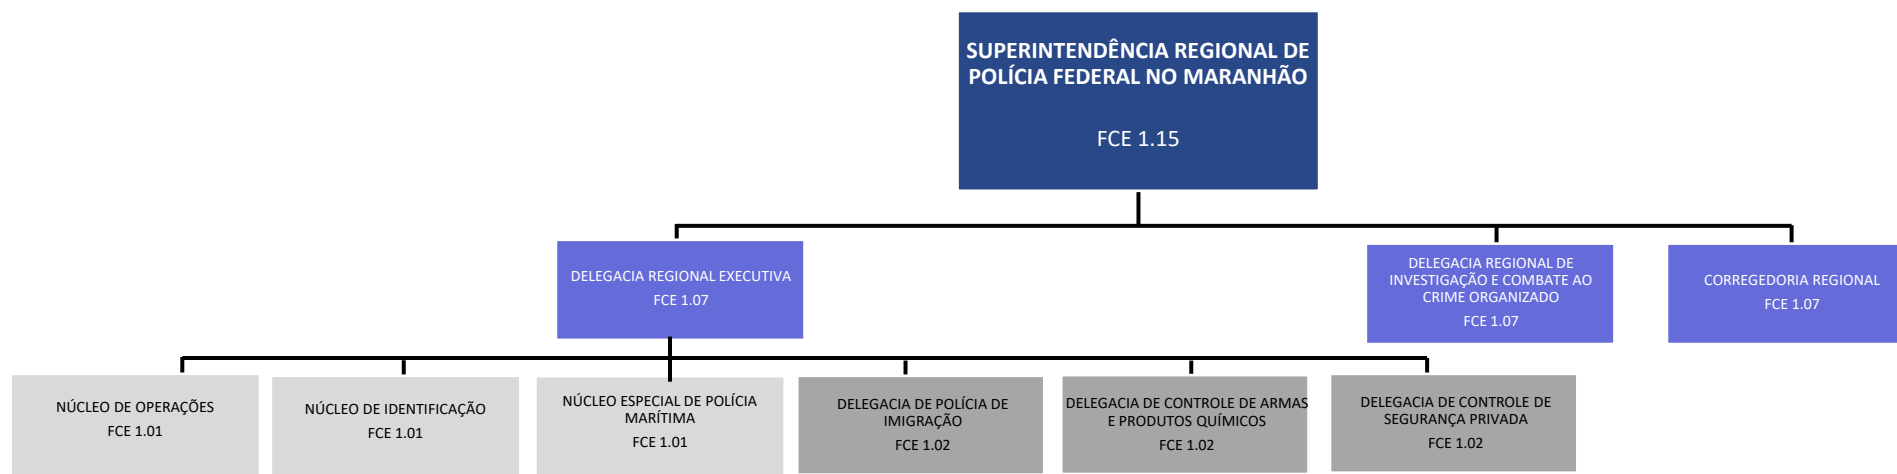 SUPERINTENDÊNCIA REGIONAL DE
POLÍCIA FEDERAL NO MARANHÃO
FCE 1.15
DELEGACIA REGIONAL EXECUTIVA
FCE 1.07
DELEGACIA REGIONAL DE
INVESTIGAÇÃO E COMBATE AO
CRIME ORGANIZADO
FCE 1.07
CORREGEDORIA REGIONAL
FCE 1.07
NÚCLEO DE OPERAÇÕES
FCE 1.01
NÚCLEO DE IDENTIFICAÇÃO
FCE 1.01
NÚCLEO ESPECIAL DE POLÍCIA
MARÍTIMA
FCE 1.01
DELEGACIA DE POLÍCIA DE
IMIGRAÇÃO
FCE 1.02
DELEGACIA DE CONTROLE DE ARMAS
E PRODUTOS QUÍMICOS
FCE 1.02
DELEGACIA DE CONTROLE DE
SEGURANÇA PRIVADA
FCE 1.02